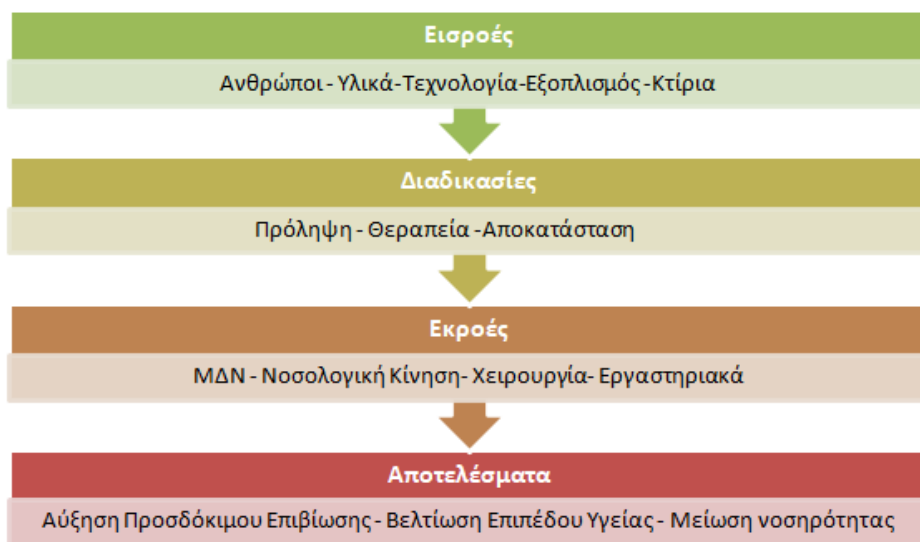 Εισροές
Ανθρώποι - Υλικά-Τεχνολογία-Εξοπλισμός -Κτίρια
Διαδικασίες
Πρόληψη - Θεραπεία -Αποκατάσταση
Εκροές
ΜΔΝ - Νοσολογική Κίνηση- Χειρουργία- Εργαστηριακά
Αποτελέσματα
Αύξηση Προσδόκιμου Επιβίωσης - Βελτίωση Επιπέδου Υγείας - Μείωση νοσηρότητας